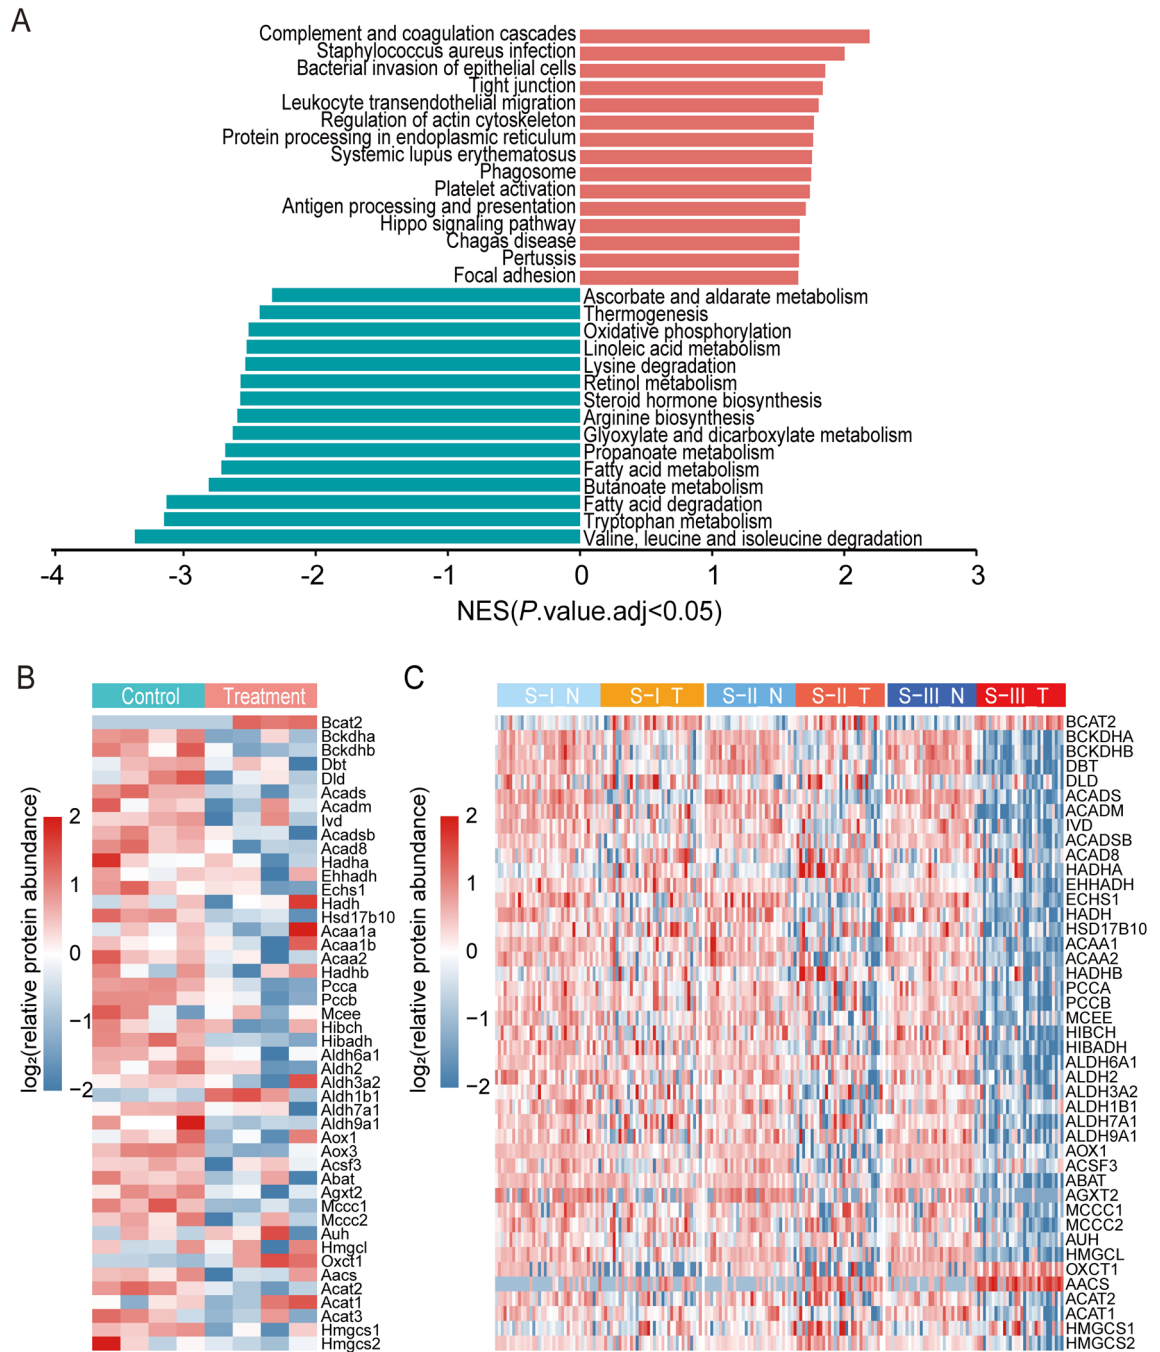 A
Complement and coagulation cascades
Staphylococcus aureus infection
Bacterial invasion of epithelial cells
Tight junction
Leukocyte transendothelial migration
Regulation of actin cytoskeleton
Protein processing in endoplasmic reticulum
Systemic lupus erythematosus
Phagosome
Platelet activation
Antigen processing and presentation
Hippo signaling pathway
Chagas disease
Pertussis
Focal adhesion
Ascorbate and aldarate metabolism
Thermogenesis
Oxidative phosphorylation
Linoleic acid metabolism
Lysine degradation
Retinol metabolism
Steroid hormone biosynthesis
Arginine biosynthesis
Glyoxylate and dicarboxylate metabolism
Propanoate metabolism
Fatty acid metabolism
Butanoate metabolism
Fatty acid degradation
Tryptophan metabolism
Valine, leucine and isoleucine degradation
-4 -3 -2 -1 0 1 2 3
NES(P.value.adj<0.05)
B
Control Treatment
log₂(relative protein abundance)
2
1
0
−1
−2
Bcat2
Bckdha
Bckdhb
Dbt
Dld
Acads
Acadm
Ivd
Acadsb
Acad8
Hadha
Ehhadh
Echs1
Hadh
Hsd17b10
Acaa1a
Acaa1b
Acaa2
Hadhb
Pcca
Pccb
Mcee
Hibch
Hibadh
Aldh6a1
Aldh2
Aldh3a2
Aldh1b1
Aldh7a1
Aldh9a1
Aox1
Aox3
Acsf3
Abat
Agxt2
Mccc1
Mccc2
Auh
Hmgcl
Oxct1
Aacs
Acat2
Acat1
Acat3
Hmgcs1
Hmgcs2
C
S−I_N S−I_T S−II_N S−II_T S−III_N S−III_T
log₂(relative protein abundance)
2
1
0
−1
−2
BCAT2
BCKDHA
BCKDHB
DBT
DLD
ACADS
ACADM
IVD
ACADSB
ACAD8
HADHA
EHHADH
ECHS1
HADH
HSD17B10
ACAA1
ACAA2
HADHB
PCCA
PCCB
MCEE
HIBCH
HIBADH
ALDH6A1
ALDH2
ALDH3A2
ALDH1B1
ALDH7A1
ALDH9A1
AOX1
ACSF3
ABAT
AGXT2
MCCC1
MCCC2
AUH
HMGCL
OXCT1
AACS
ACAT2
ACAT1
HMGCS1
HMGCS2